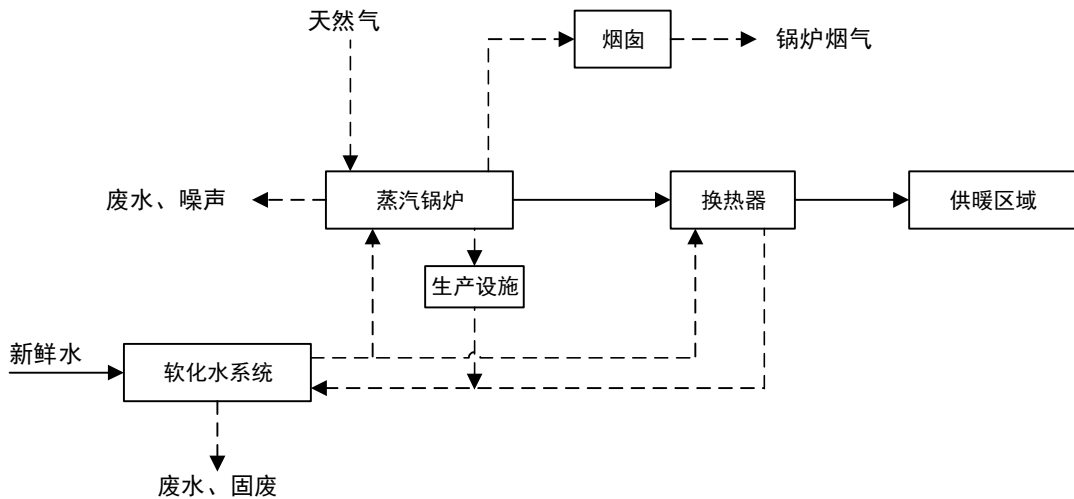 天然气
烟囱
锅炉烟气
废水、噪声
蒸汽锅炉
换热器
供暖区域
生产设施
新鲜水
软化水系统
废水、固废